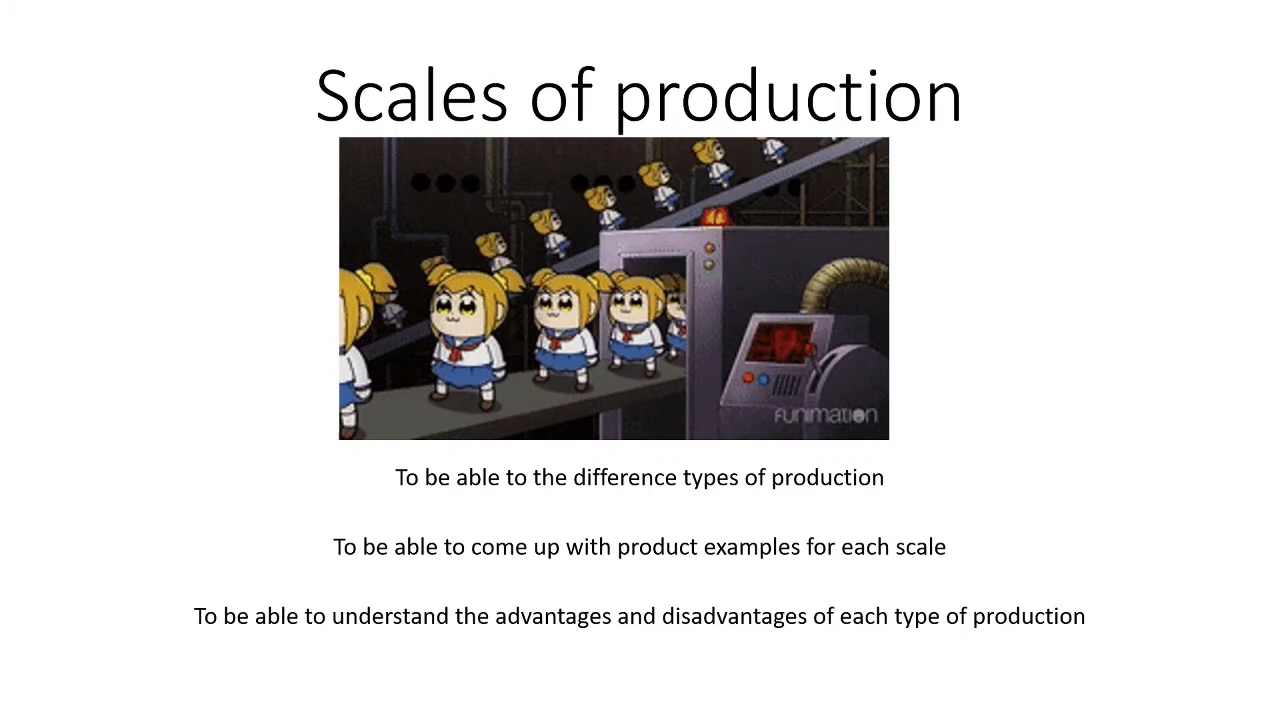 Scales of production
FUNIMATION
To be able to the difference types of production
To be able to come up with product examples for each scale
To be able to understand the advantages and disadvantages of each type of production